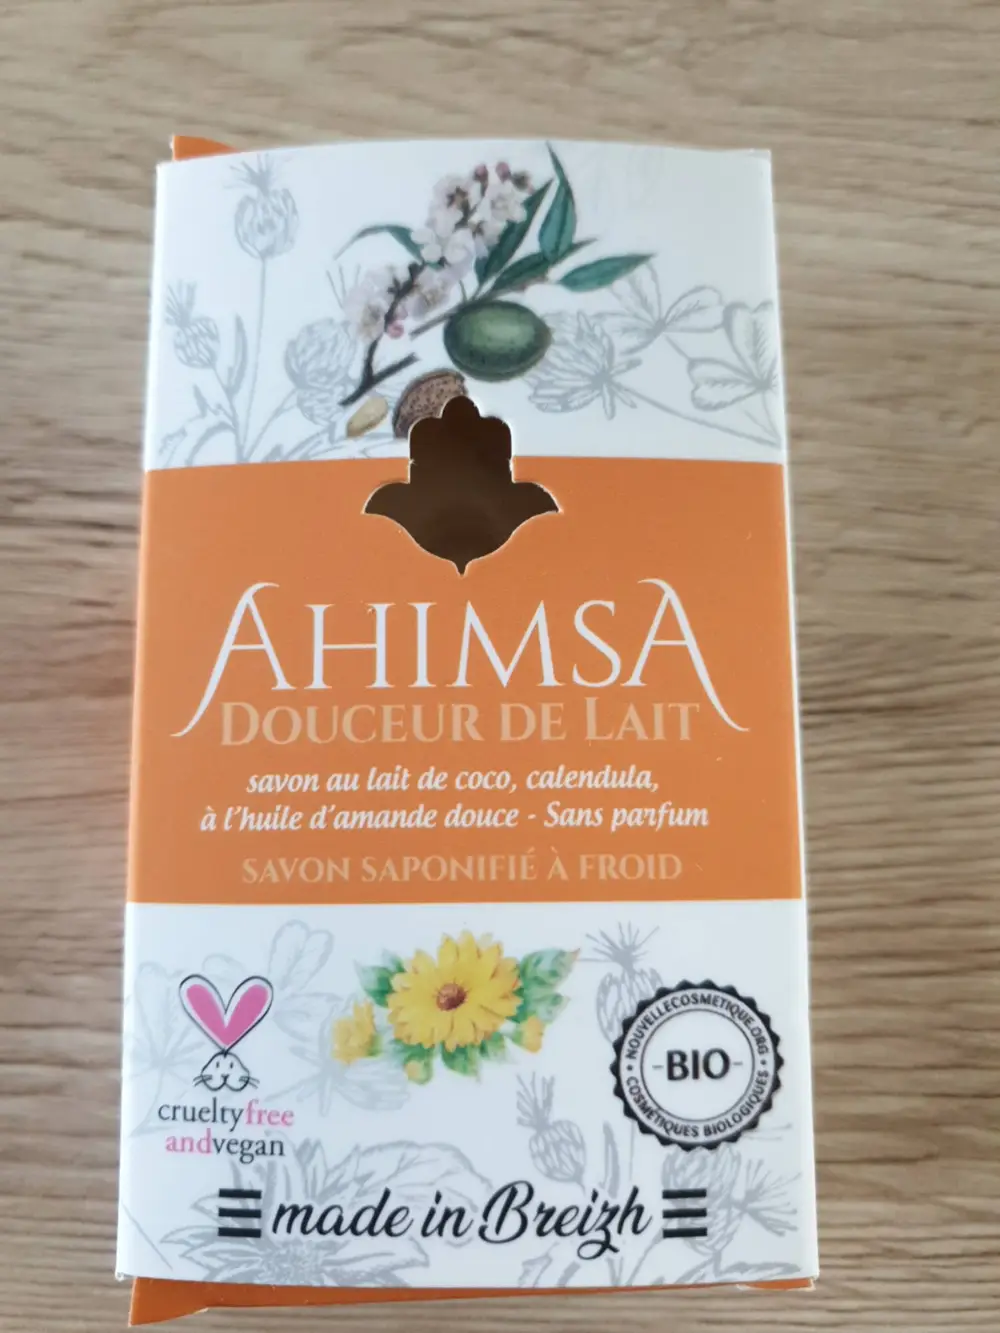 AHIMSA
DOUCEUR DE LAIT
savon au lait de coco, calendula,
à l'huile d'amande douce - Sans parfum
SAVON SAPONIFIÉ À FROID
crueltyfree
andvegan
• NOUVELLECOSMETIQUE.ORG •
-BIO-
COSMÉTIQUES BIOLOGIQUES
made in Breizh